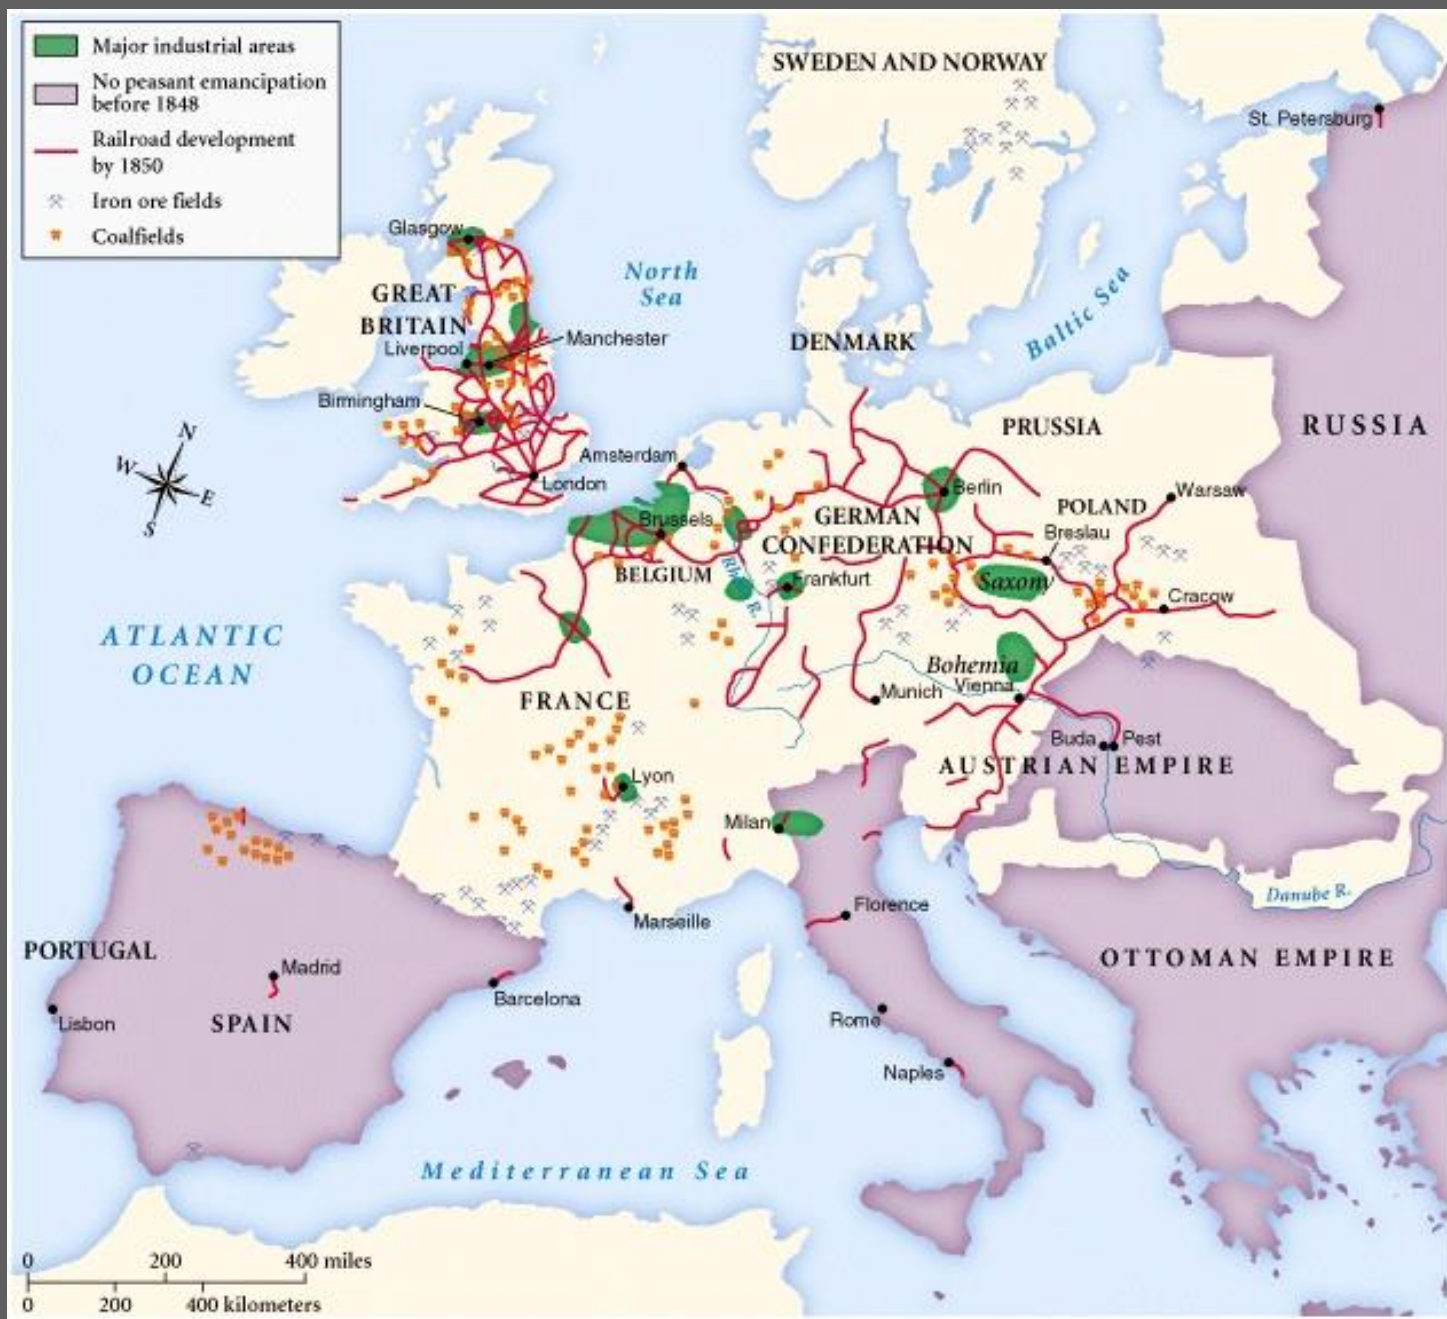 Major industrial areas
No peasant emancipation
before 1848
Railroad development
by 1850
Iron ore fields
Coalfields
SWEDEN AND NORWAY
St. Petersburg
Glasgow
North
Sea
GREAT
BRITAIN
Liverpool
Manchester
DENMARK
Baltic Sea
Birmingham
PRUSSIA
RUSSIA
N
W
E
S
Amsterdam
London
Berlin
Warsaw
POLAND
Brussels
GERMAN
CONFEDERATION
Breslau
BELGIUM
Rhine R.
Frankfurt
Saxony
Cracow
ATLANTIC
OCEAN
Bohemia
FRANCE
Munich
Vienna
Buda
Pest
AUSTRIAN EMPIRE
Lyon
Milan
Danube R.
Florence
Marseille
PORTUGAL
OTTOMAN EMPIRE
Madrid
Barcelona
Lisbon
SPAIN
Rome
Naples
Mediterranean Sea
0 200 400 miles
0 200 400 kilometers